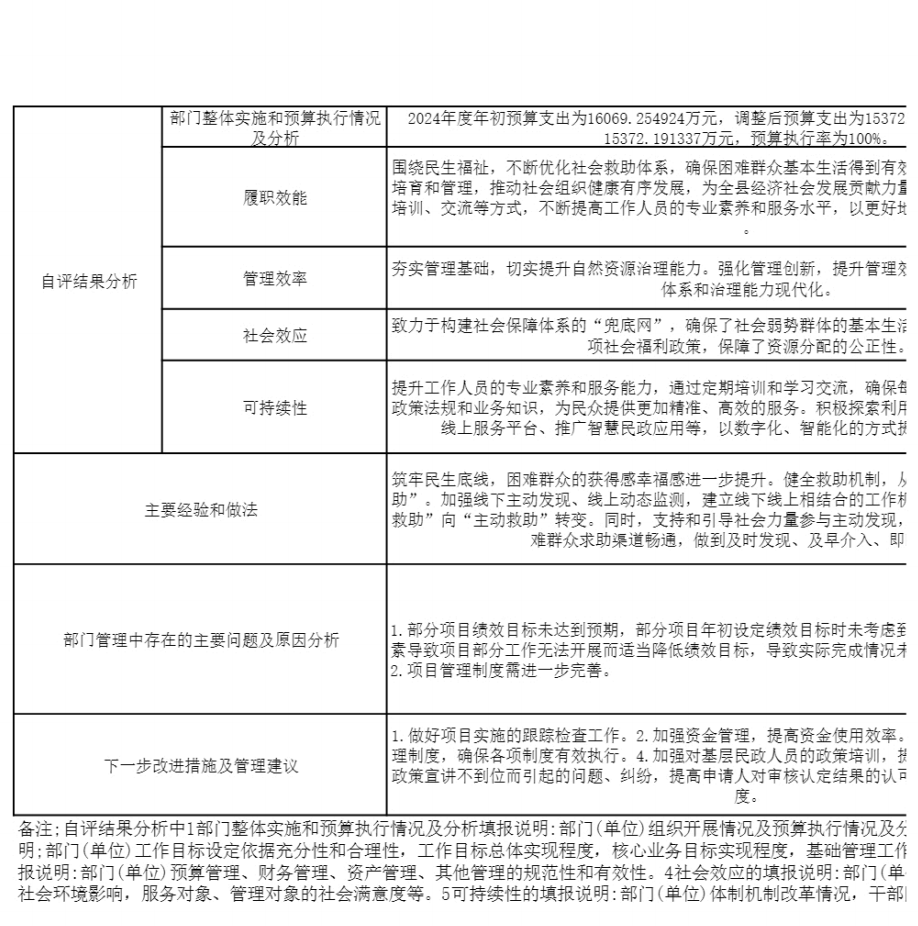 部门整体实施和预算执行情况及分析
2024年度年初预算支出为16069.254924万元，调整后预算支出为15372
15372.191337万元，预算执行率为100%。
自评结果分析
履职效能
围绕民生福祉，不断优化社会救助体系，确保困难群众基本生活得到有效
培育和管理，推动社会组织健康有序发展，为全县经济社会发展贡献力量
培训、交流等方式，不断提高工作人员的专业素养和服务水平，以更好地
。
管理效率
夯实管理基础，切实提升自然资源治理能力。强化管理创新，提升管理效
体系和治理能力现代化。
社会效应
致力于构建社会保障体系的“兜底网”，确保了社会弱势群体的基本生活
项社会福利政策，保障了资源分配的公正性。
可持续性
提升工作人员的专业素养和服务能力，通过定期培训和学习交流，确保每
政策法规和业务知识，为民众提供更加精准、高效的服务。积极探索利用
线上服务平台、推广智慧民政应用等，以数字化、智能化的方式提
主要经验和做法
筑牢民生底线，困难群众的获得感幸福感进一步提升。健全救助机制，从
助”。加强线下主动发现、线上动态监测，建立线下线上相结合的工作机
救助”向“主动救助”转变。同时，支持和引导社会力量参与主动发现，
难群众求助渠道畅通，做到及时发现、及早介入、即
部门管理中存在的主要问题及原因分析
1.部分项目绩效目标未达到预期，部分项目年初设定绩效目标时未考虑到
素导致项目部分工作无法开展而适当降低绩效目标，导致实际完成情况未
2.项目管理制度需进一步完善。
下一步改进措施及管理建议
1.做好项目实施的跟踪检查工作。2.加强资金管理，提高资金使用效率。
理制度，确保各项制度有效执行。4.加强对基层民政人员的政策培训，提
政策宣讲不到位而引起的问题、纠纷，提高申请人对审核认定结果的认可
度。
备注;自评结果分析中1部门整体实施和预算执行情况及分析填报说明:部门(单位)组织开展情况及预算执行情况及分
明;部门(单位)工作目标设定依据充分性和合理性，工作目标总体实现程度，核心业务目标实现程度，基础管理工作
报说明:部门(单位)预算管理、财务管理、资产管理、其他管理的规范性和有效性。4社会效应的填报说明:部门(单
社会环境影响，服务对象、管理对象的社会满意度等。5可持续性的填报说明:部门(单位)体制机制改革情况，干部